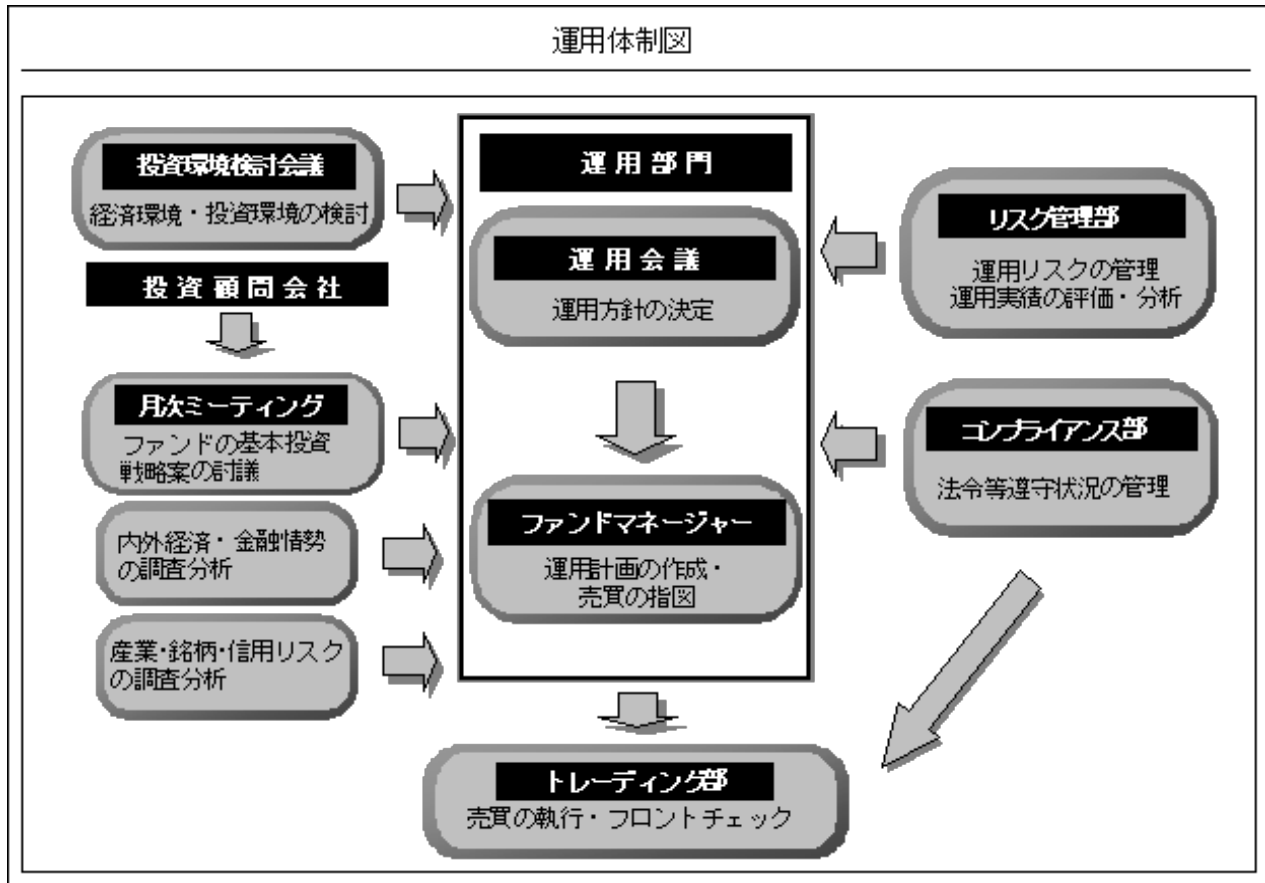 運用体制図
投資環境検討会議
経済環境・投資環境の検討
投資顧問会社
月次ミーティング
ファンドの基本投資
戦略案の討議
内外経済・金融情勢
の調査分析
産業・銘柄・信用リスク
の調査分析
運用部門
運用会議
運用方針の決定
ファンドマネージャー
運用計画の作成・
売買の指図
リスク管理部
運用リスクの管理
運用実績の評価・分析
コンプライアンス部
法令等遵守状況の管理
トレーディング部
売買の執行・フロントチェック